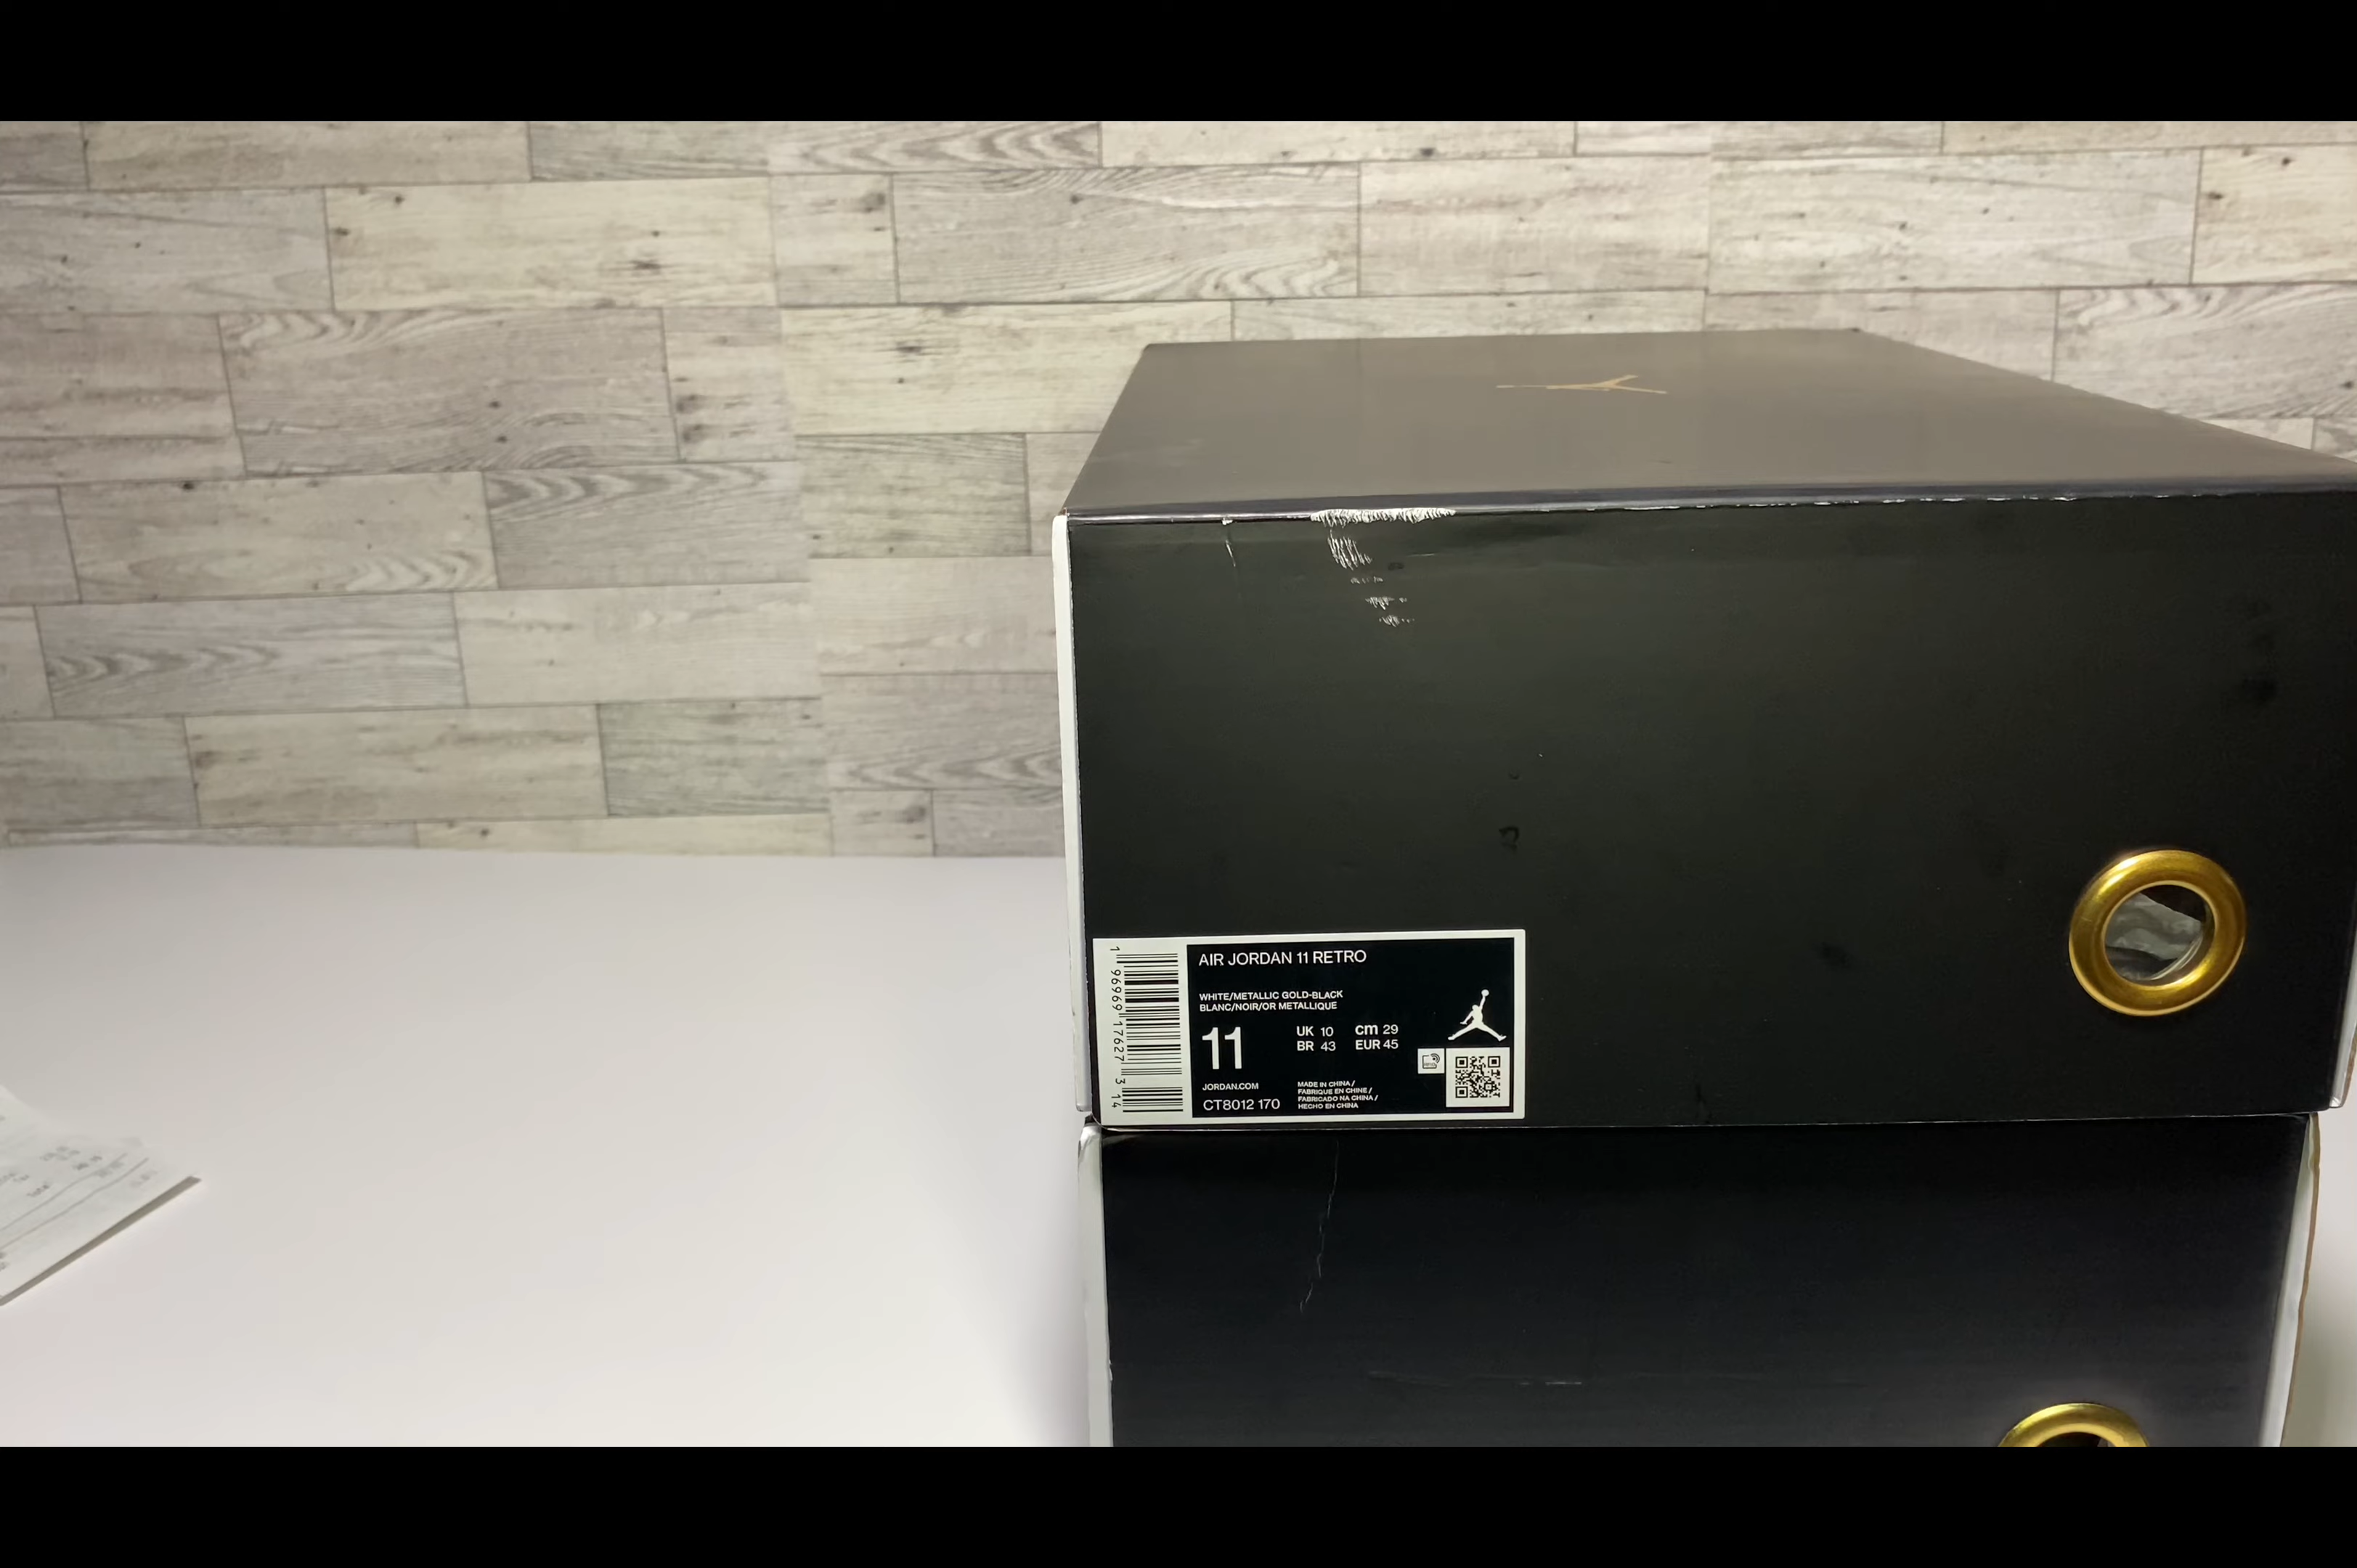 AIR JORDAN 11 RETRO
WHITE/METALLIC GOLD-BLACK
BLANC/NOIR/OR METALLIQUE
11
UK 10 cm 29
BR 43 EUR 45
JORDAN.COM
CT8012 170
MADE IN CHINA /
FABRIQUE EN CHINE /
FABRICADO NA CHINA /
HECHO EN CHINA
1 96969 17627 3 14